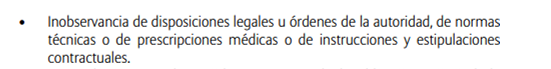 • Inobservancia de disposiciones legales u órdenes de la autoridad, de normas
técnicas o de prescripciones médicas o de instrucciones y estipulaciones
contractuales.